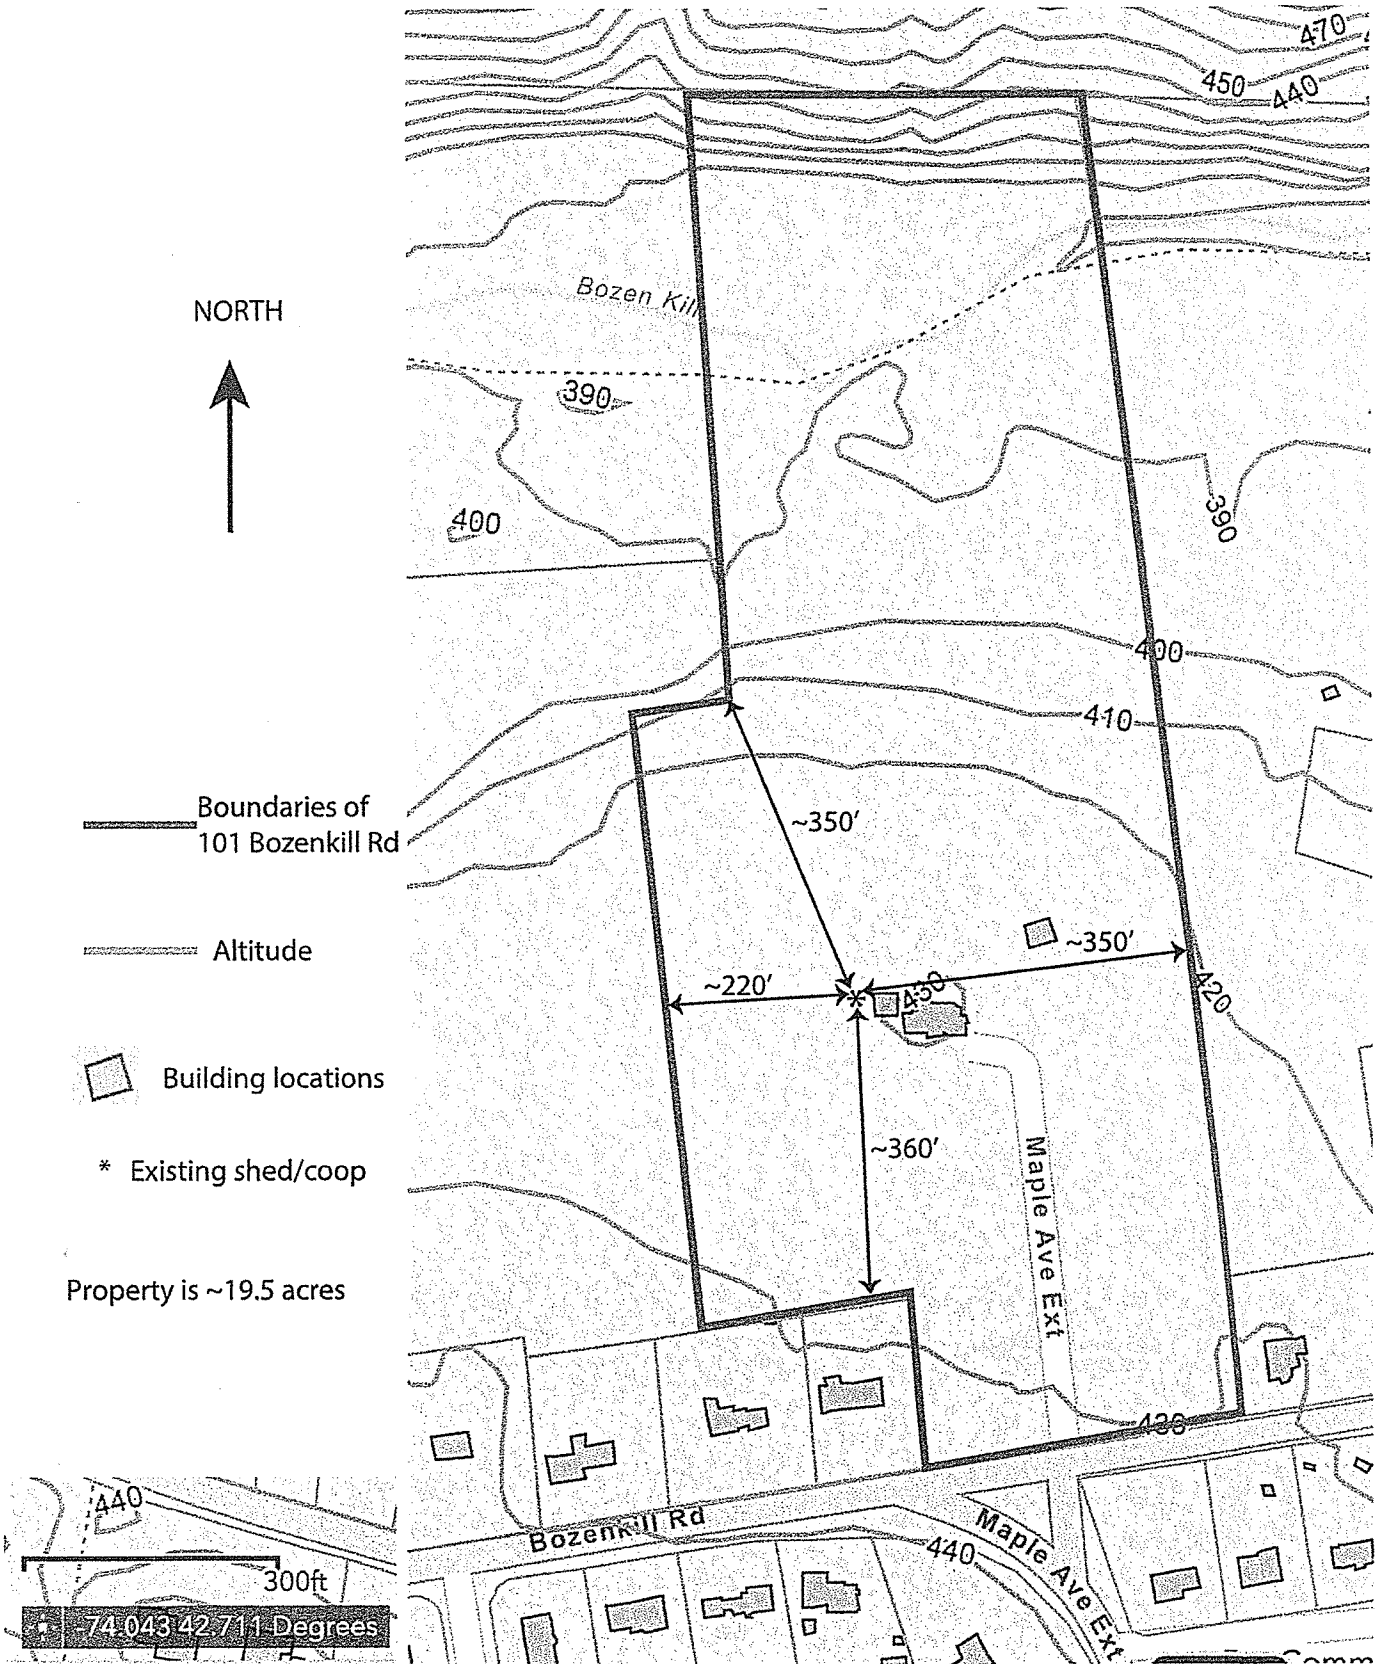 470
450
440
NORTH
Bozen Kill
390
400
390
400
410
Boundaries of
101 Bozenkill Rd
~350'
Altitude
~350'
~220'
430
420
*
Building locations
~360'
* Existing shed/coop
Maple Ave Ext
Property is ~19.5 acres
430
440
Bozenkill Rd
Maple Ave Ext
440
300ft
-74.043 42.711 Degrees